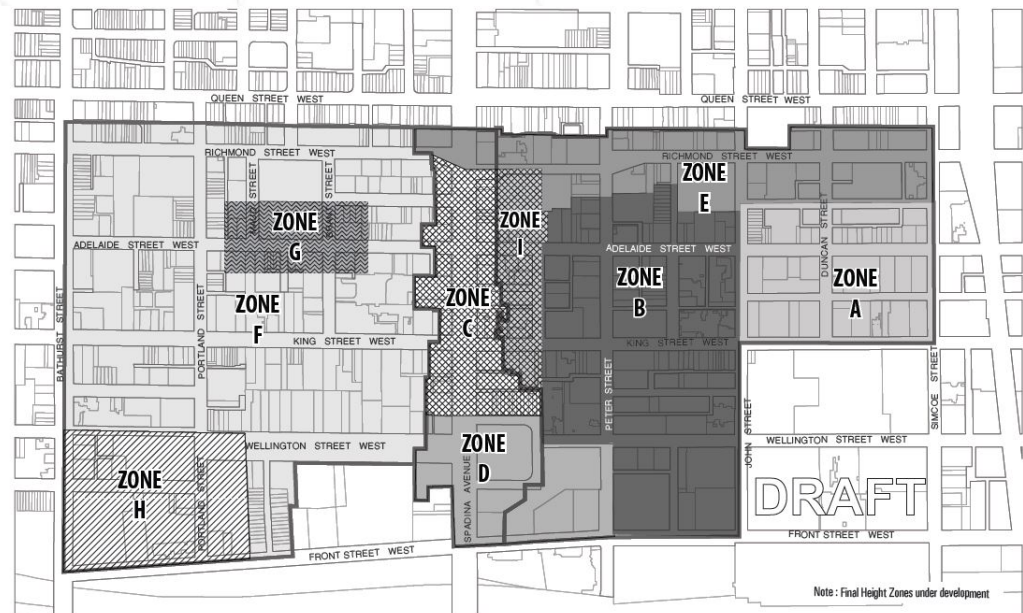 QUEEN STREET WEST
QUEEN STREET WEST
RICHMOND STREET WEST
RICHMOND STREET WEST
ZONE
E
STREET
STREET
ZONE
G
ZONE
I
ADELAIDE STREET WEST
ADELAIDE STREET WEST
DUNCAN STREET
ZONE
F
ZONE
C
ZONE
B
ZONE
A
BATHURST STREET
PORTLAND STREET
KING STREET WEST
KING STREET WEST
PETER STREET
JOHN STREET
SIMCOE STREET
WELLINGTON STREET WEST
WELLINGTON STREET WEST
ZONE
H
ZONE
D
PORTLAND STREET
SPADINA AVENUE
DRAFT
FRONT STREET WEST
FRONT STREET WEST
Note : Final Height Zones under development